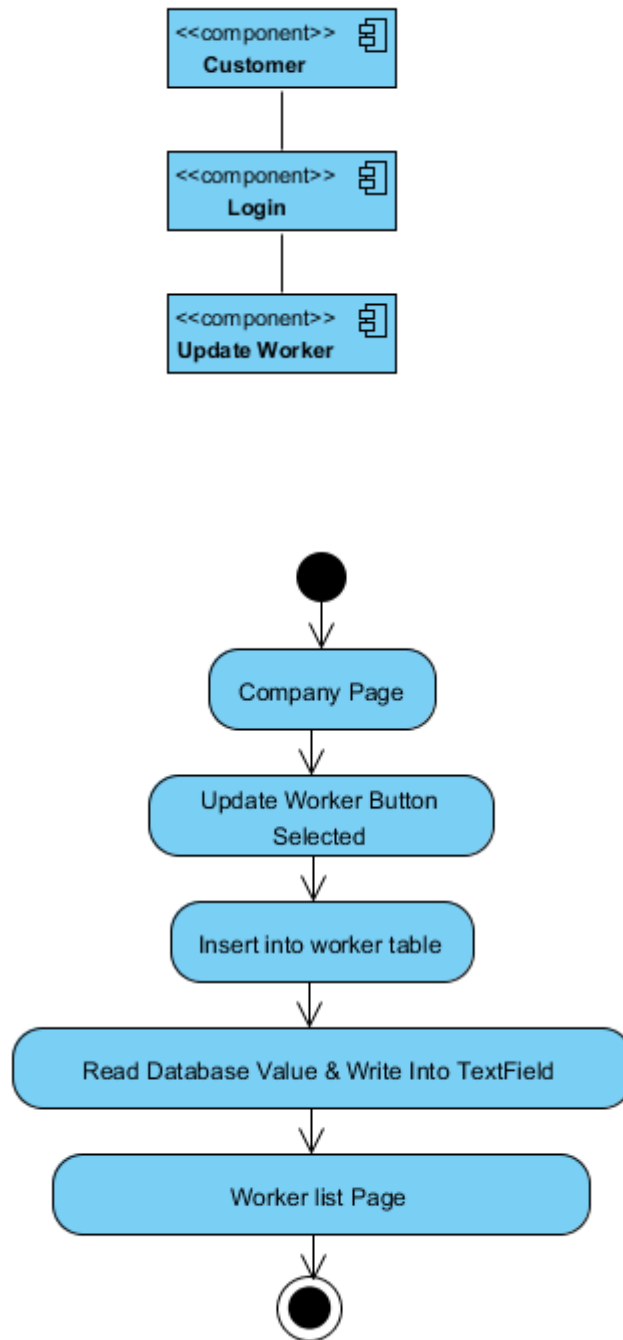 <<component>>
Customer
<<component>>
Login
<<component>>
Update Worker
Company Page
Update Worker Button
Selected
Insert into worker table
Read Database Value & Write Into TextField
Worker list Page